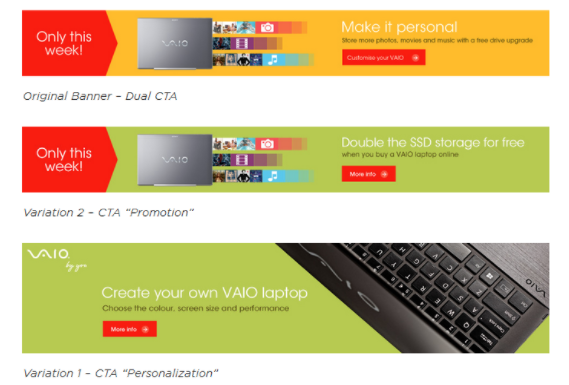 Only this
week!
VAIO
Make it personal
Store more photos, movies and music with a free drive upgrade
Customise your VAIO
Original Banner – Dual CTA
Only this
week!
VAIO
Double the SSD storage for free
when you buy a VAIO laptop online
More info
Variation 2 – CTA "Promotion"
VAIO
by you
Create your own VAIO laptop
Choose the colour, screen size and performance
More info
VAIO
Variation 1 – CTA "Personalization"